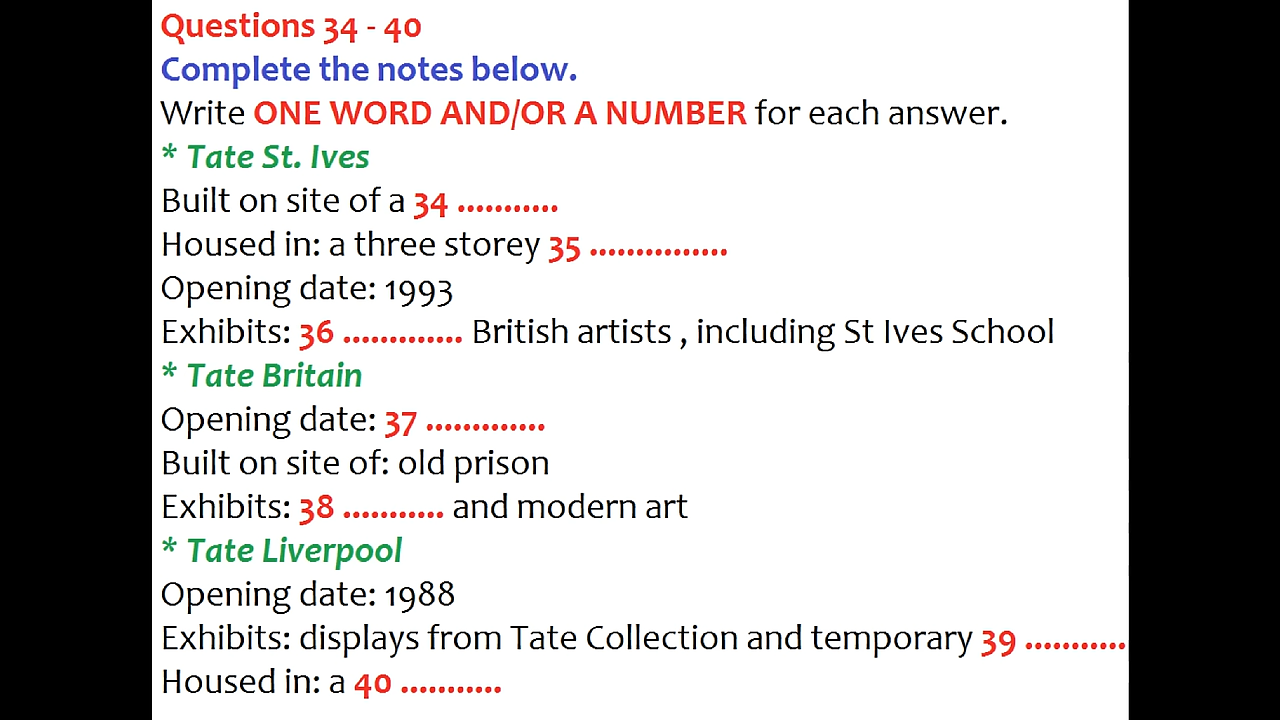 Questions 34 - 40
Complete the notes below.
Write ONE WORD AND/OR A NUMBER for each answer.
* Tate St. Ives
Built on site of a 34 ...........
Housed in: a three storey 35 ...............
Opening date: 1993
Exhibits: 36 ............. British artists , including St Ives School
* Tate Britain
Opening date: 37 .............
Built on site of: old prison
Exhibits: 38 ........... and modern art
* Tate Liverpool
Opening date: 1988
Exhibits: displays from Tate Collection and temporary 39 ...........
Housed in: a 40 ...........